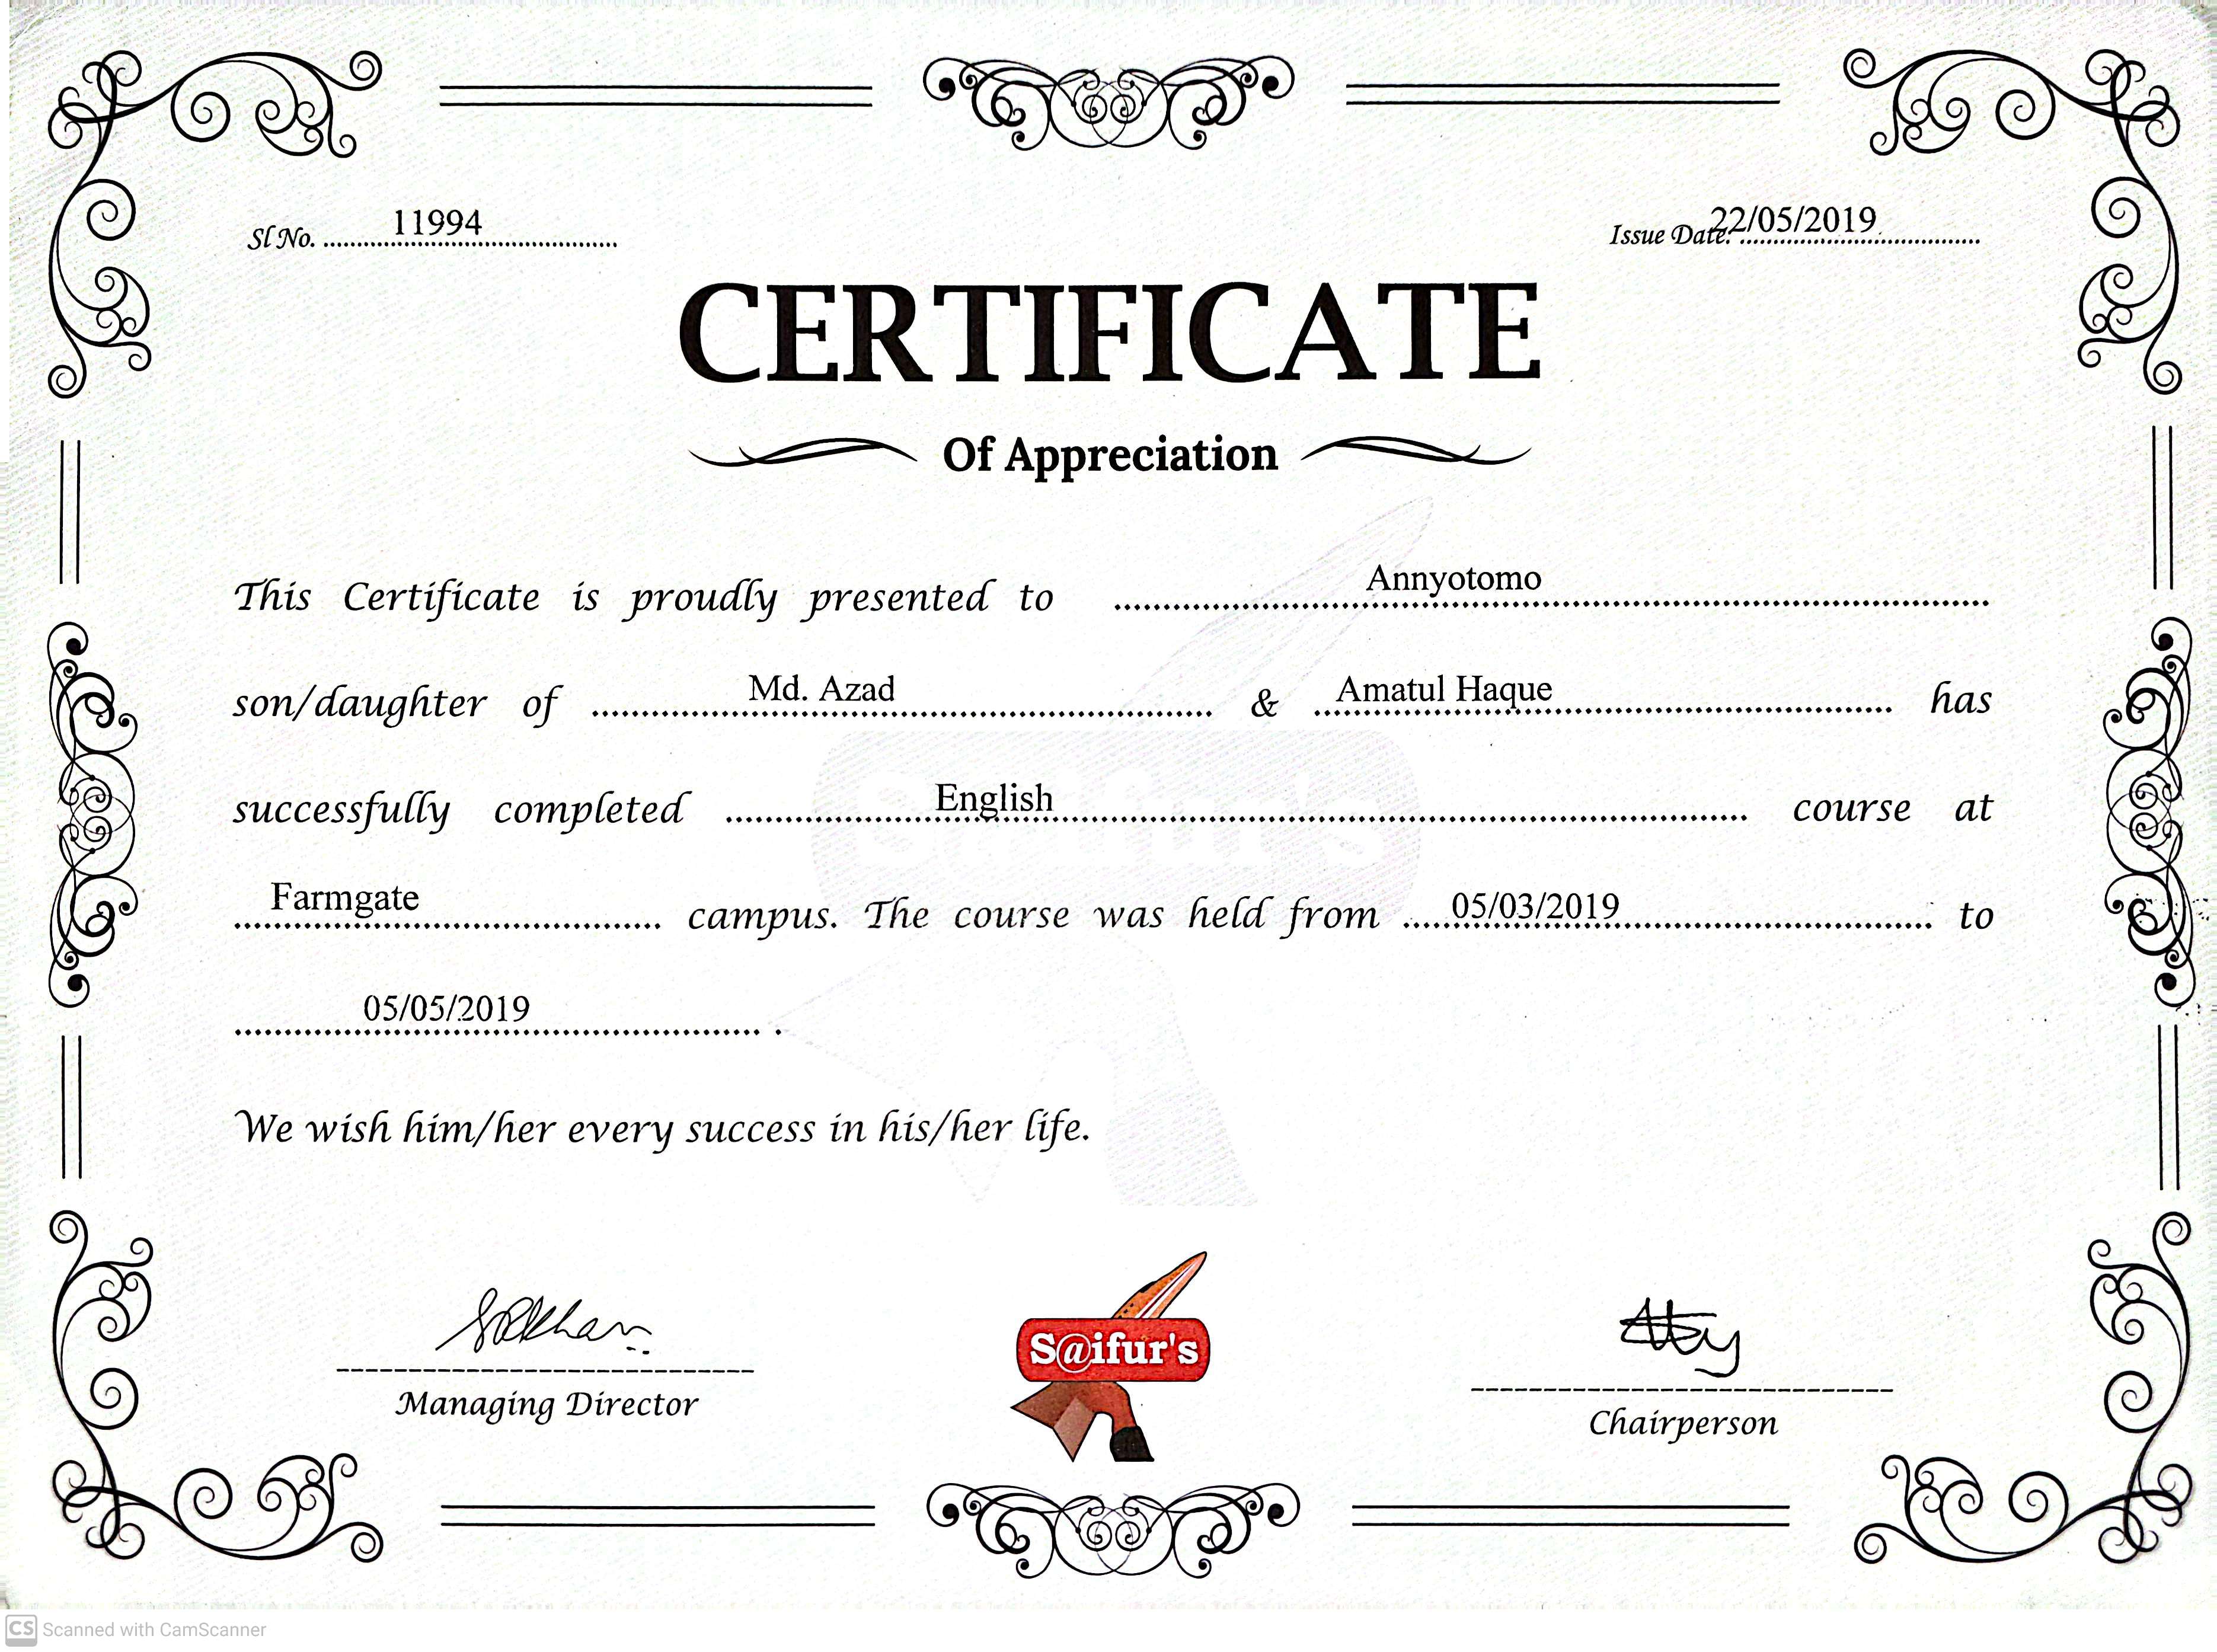 Sl No. 11994
Issue Date: 22/05/2019
CERTIFICATE
Of Appreciation
This Certificate is proudly presented to Annyotomo
son/daughter of Md. Azad & Amatul Haque has
successfully completed English course at
Farmgate campus. The course was held from 05/03/2019 to
05/05/2019 .
We wish him/her every success in his/her life.
S@ifur's
Managing Director
Chairperson
CS Scanned with CamScanner